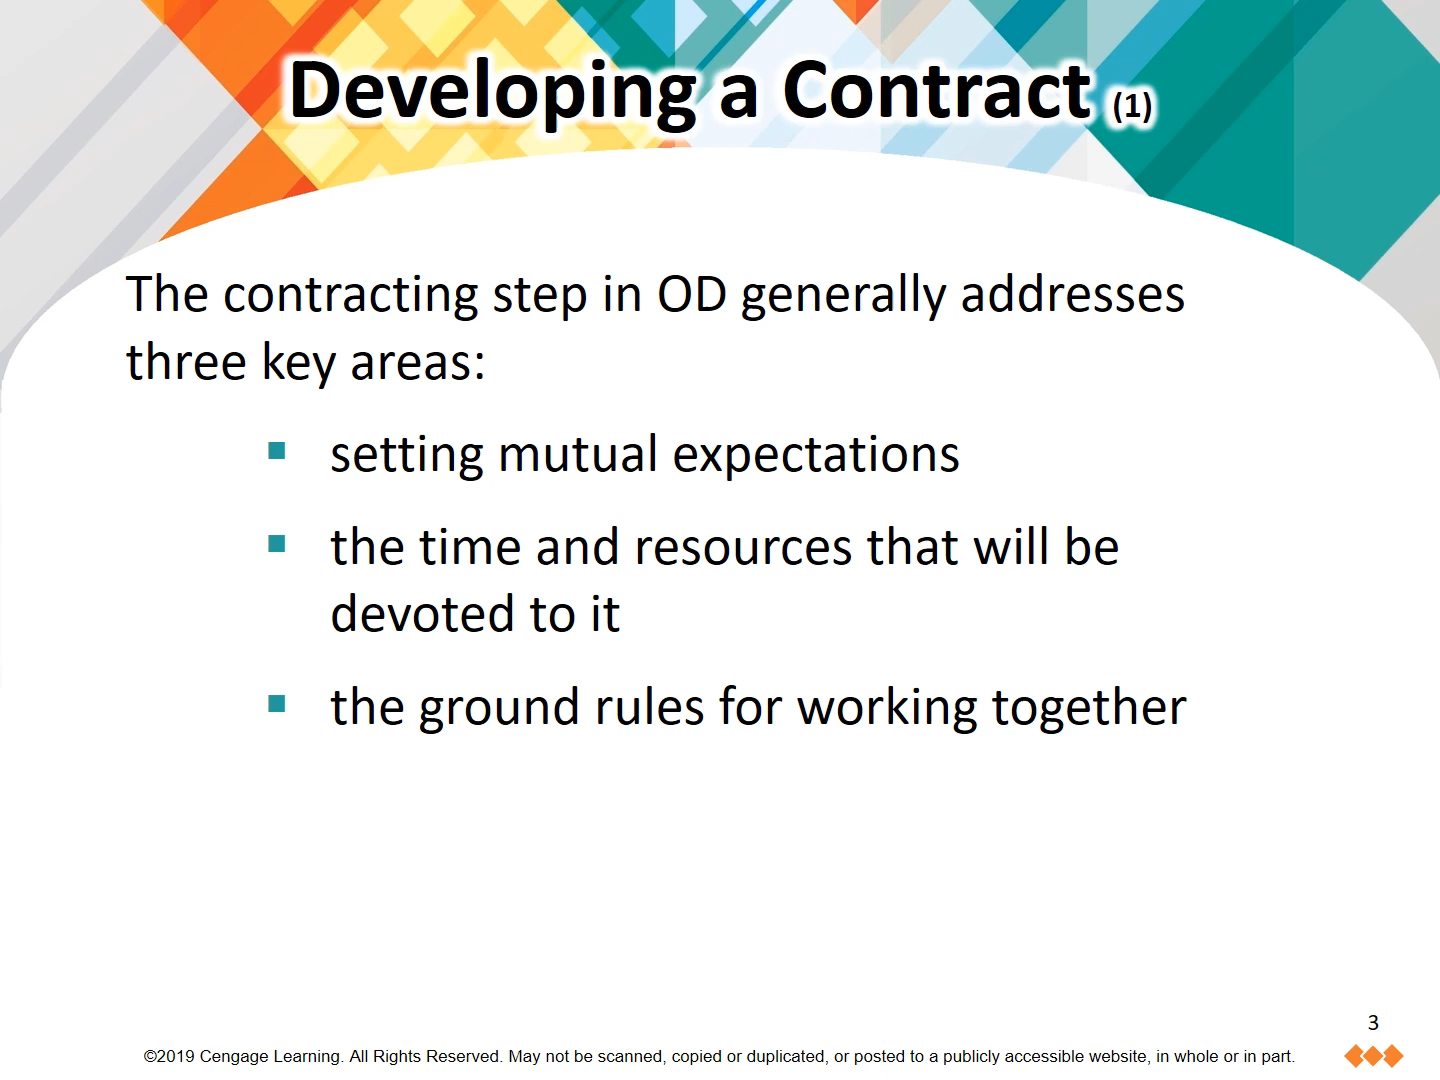 Developing a Contract (1)
The contracting step in OD generally addresses
three key areas:
▪ setting mutual expectations
▪ the time and resources that will be
devoted to it
▪ the ground rules for working together
3
©2019 Cengage Learning. All Rights Reserved. May not be scanned, copied or duplicated, or posted to a publicly accessible website, in whole or in part.